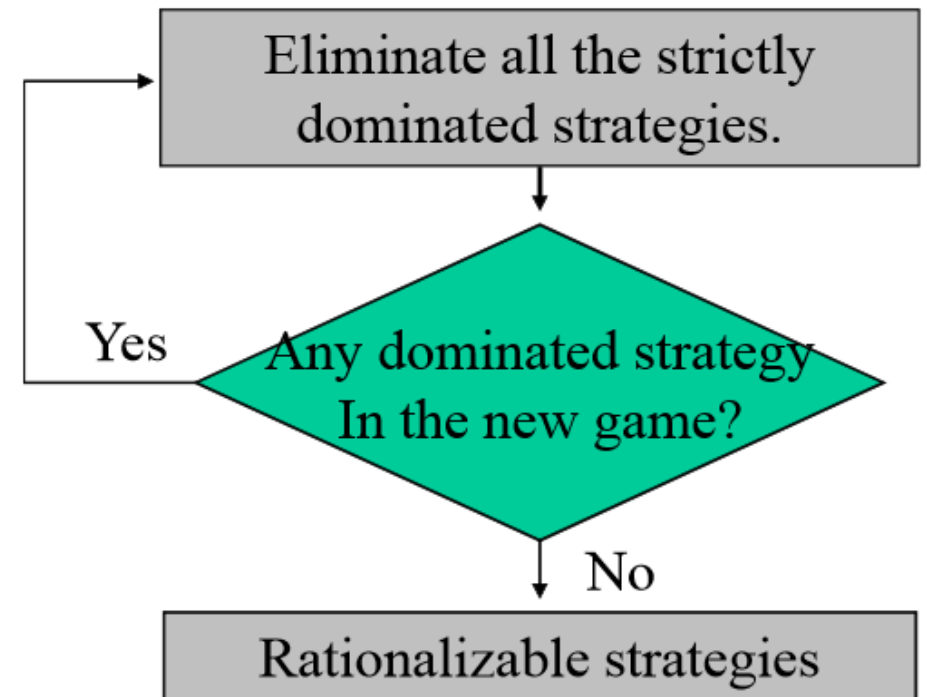 Eliminate all the strictly
dominated strategies.
Yes
Any dominated strategy
In the new game?
No
Rationalizable strategies